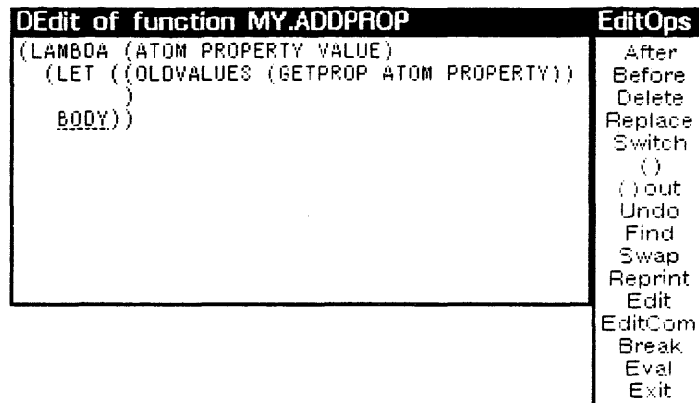 DEdit of function MY.ADDPROP
(LAMBDA (ATOM PROPERTY VALUE)
(LET ((OLDVALUES (GETPROP ATOM PROPERTY))
)
BODY))
EditOps
After
Before
Delete
Replace
Switch
()
() out
Undo
Find
Swap
Reprint
Edit
EditCom
Break
Eval
Exit